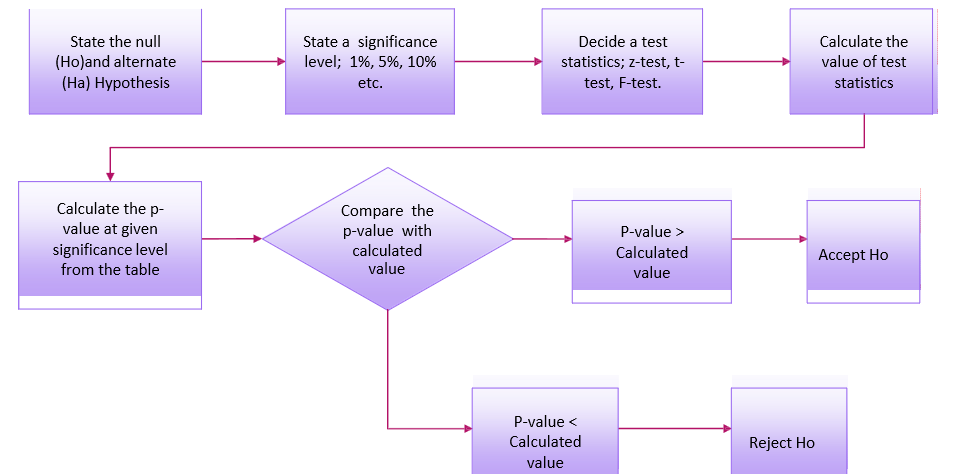 State the null
(Ho)and alternate
(Ha) Hypothesis
State a significance
level; 1%, 5%, 10%
etc.
Decide a test
statistics; z-test, t-
test, F-test.
Calculate the
value of test
statistics
Calculate the p-
value at given
significance level
from the table
Compare the
p-value with
calculated
value
P-value >
Calculated
value
Accept Ho
P-value <
Calculated
value
Reject Ho